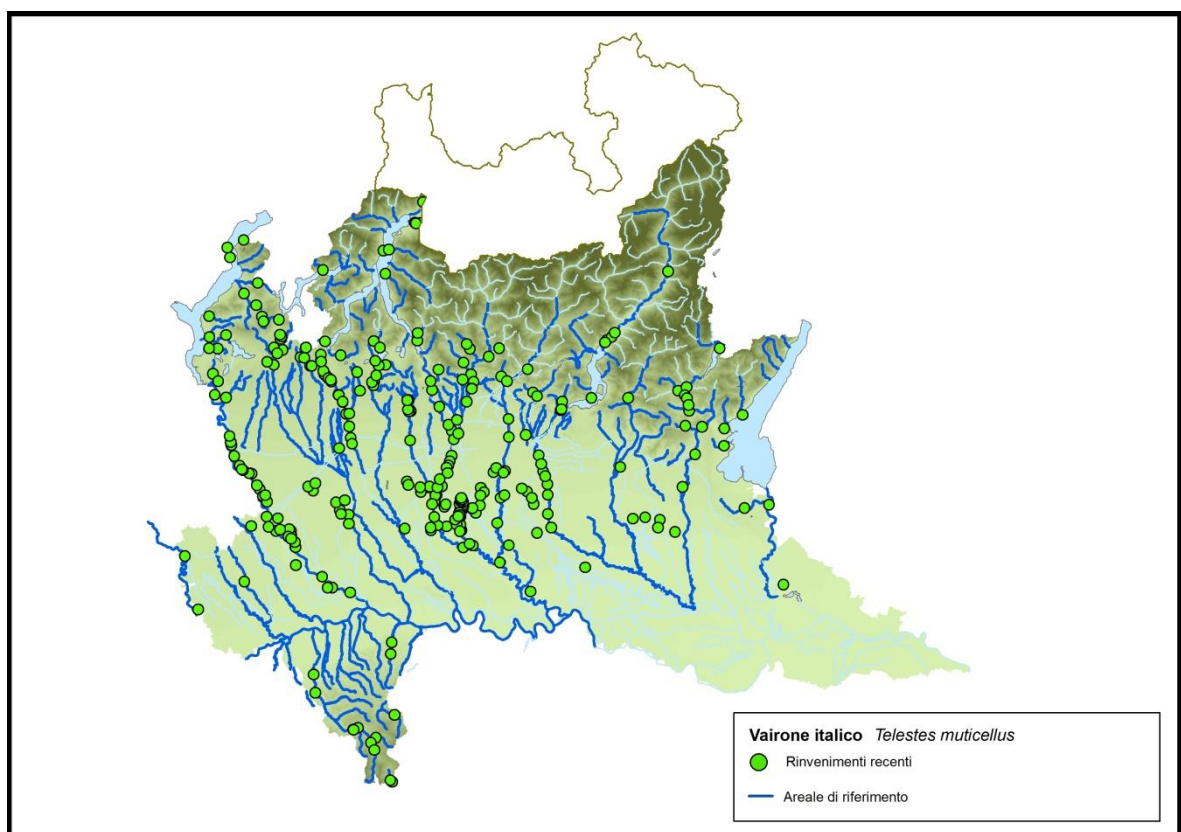 Vairone italico Telestes muticellus
Rinvenimenti recenti
Areale di riferimento